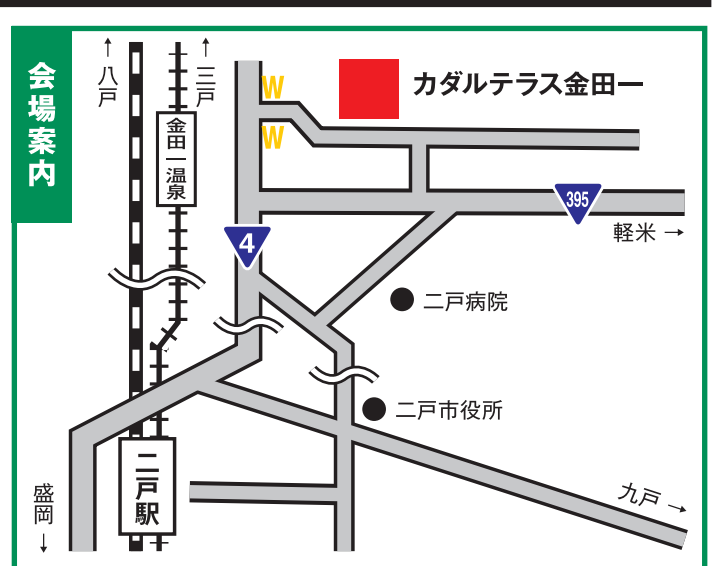 会場案内
↑八戸
↑三戸
W
W
カダルテラス金田一
金田一温泉
395
軽米→
4
二戸病院
二戸市役所
二戸駅
盛岡↓
九戸→